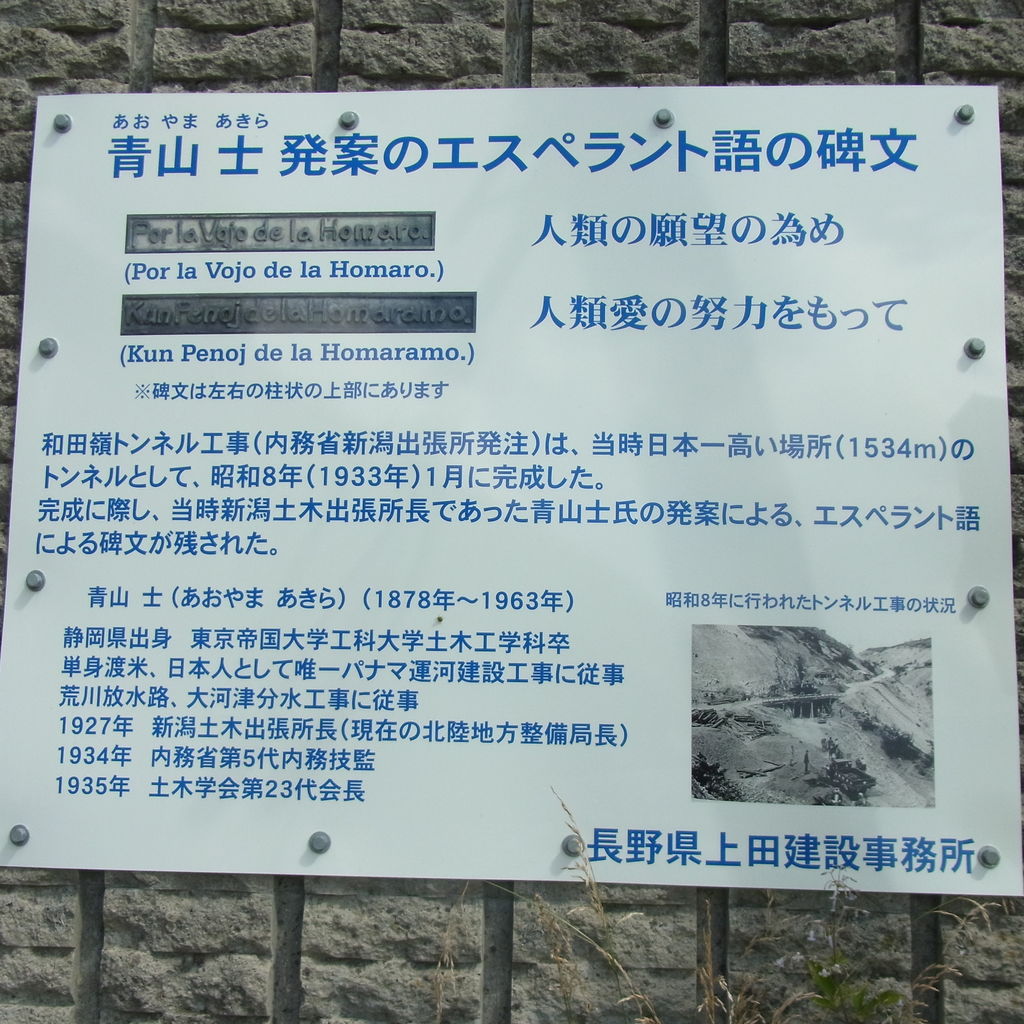 あお やま あきら
青山 士 発案のエスペラント語の碑文
Por la Vojo de la Homaro.
人類の願望の為め
(Por la Vojo de la Homaro.)
Kun Penoj de la Homaramo.
人類愛の努力をもって
(Kun Penoj de la Homaramo.)
※碑文は左右の柱状の上部にあります
和田嶺トンネル工事(内務省新潟出張所発注)は、当時日本一高い場所(1534m)の
トンネルとして、昭和8年(1933年)1月に完成した。
完成に際し、当時新潟土木出張所長であった青山士氏の発案による、エスペラント語
による碑文が残された。
青山 士(あおやま あきら) (1878年～1963年)
静岡県出身 東京帝国大学工科大学土木工学科卒
単身渡米、日本人として唯一パナマ運河建設工事に従事
荒川放水路、大河津分水工事に従事
1927年 新潟土木出張所長(現在の北陸地方整備局長)
1934年 内務省第5代内務技監
1935年 土木学会第23代会長
昭和8年に行われたトンネル工事の状況
長野県上田建設事務所